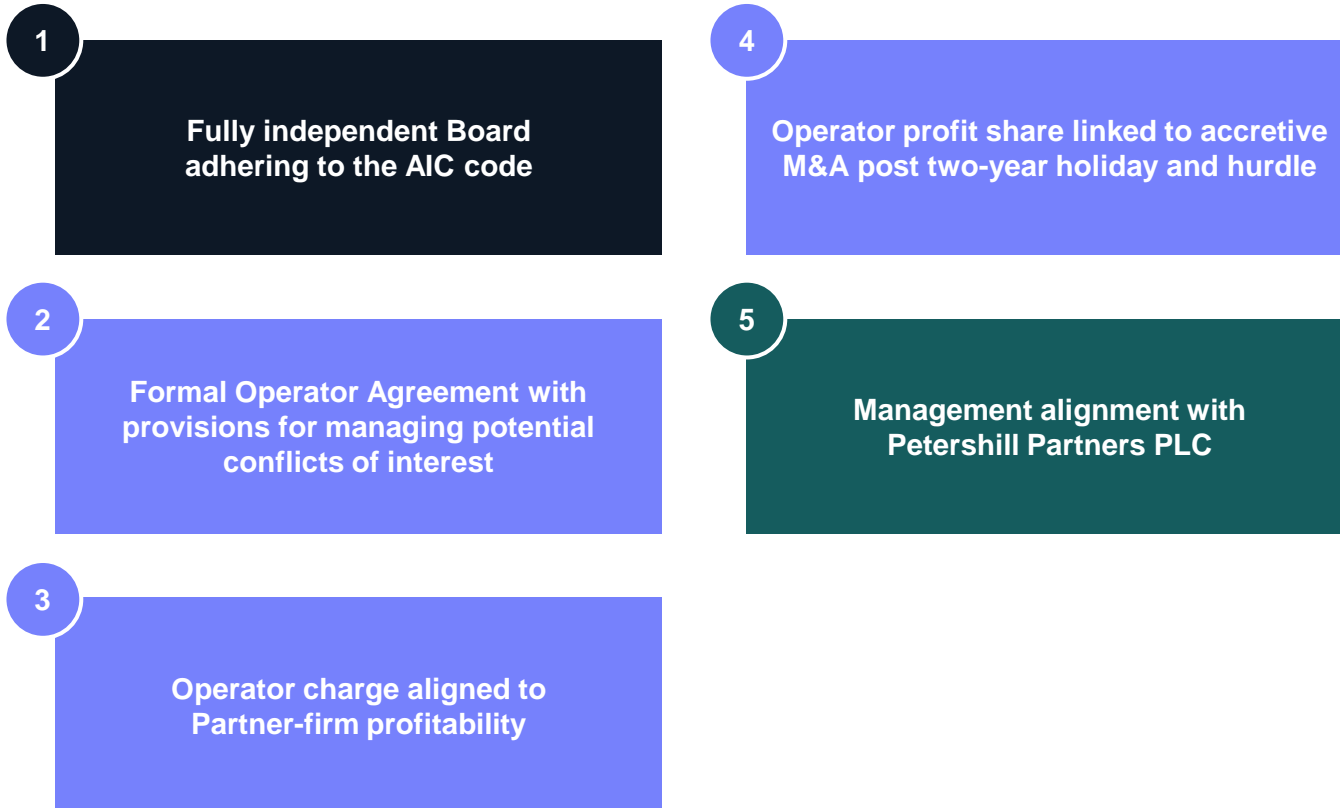 1
Fully independent Board
adhering to the AIC code
2
Formal Operator Agreement with
provisions for managing potential
conflicts of interest
3
Operator charge aligned to
Partner-firm profitability
4
Operator profit share linked to accretive
M&A post two-year holiday and hurdle
5
Management alignment with
Petershill Partners PLC